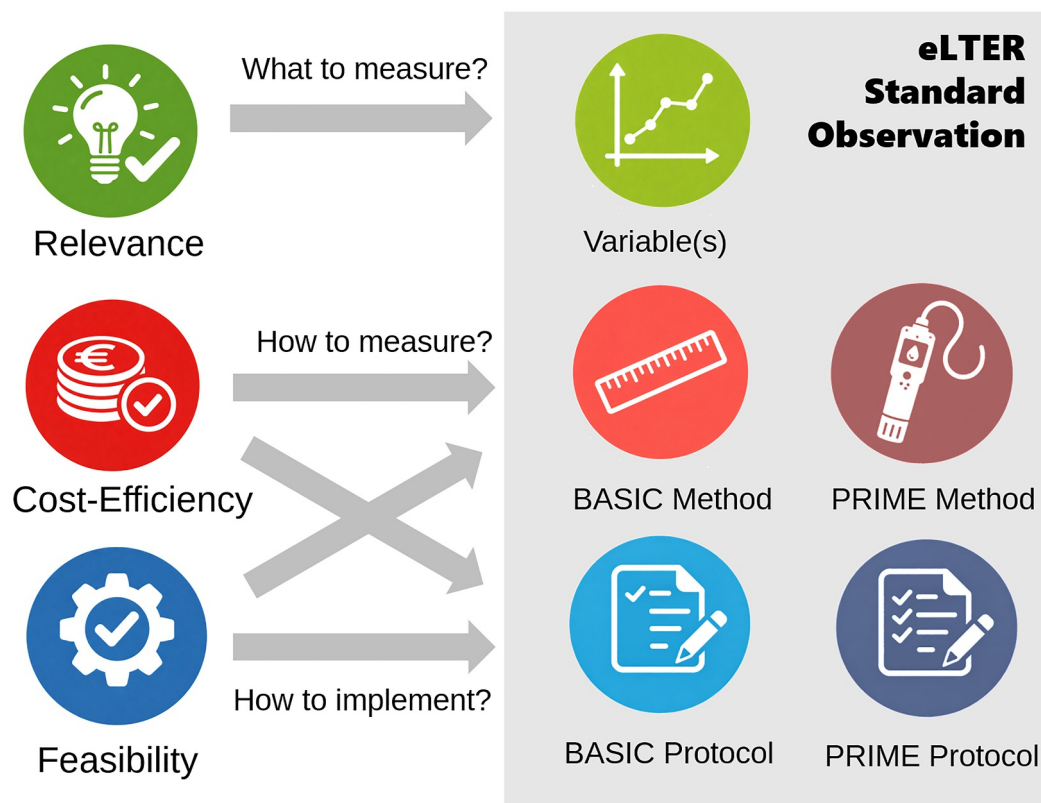 What to measure?
eLTER
Standard
Observation
Relevance
Variable(s)
How to measure?
Cost-Efficiency
BASIC Method
PRIME Method
How to implement?
Feasibility
BASIC Protocol
PRIME Protocol